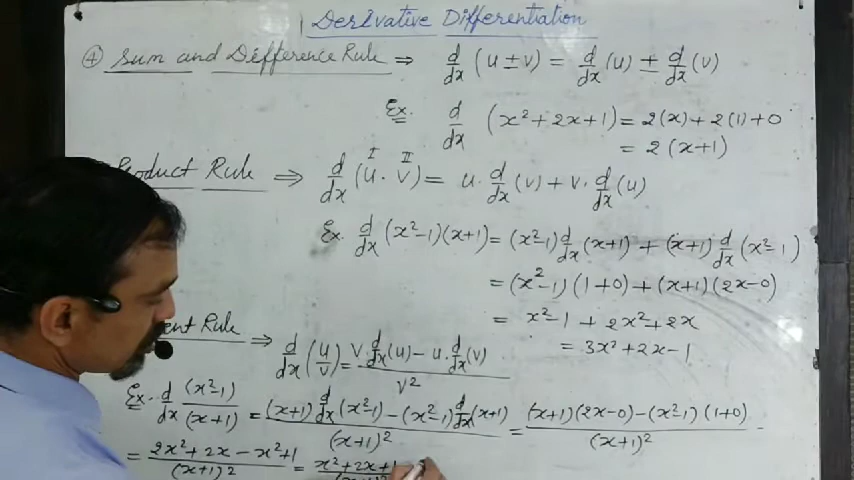 Derivative Differentiation
④ Sum and Difference Rule ⇒ d/dx (u ± v) = d/dx (u) ± d/dx (v)
Ex. d/dx (x² + 2x + 1) = 2(x) + 2(1) + 0
= 2(x+1)
Product Rule ⇒ d/dx (u · v) = u · d/dx (v) + v · d/dx (u)
I II
Ex. d/dx (x²-1)(x+1) = (x²-1) d/dx (x+1) + (x+1) d/dx (x²-1)
= (x²-1)(1+0) + (x+1)(2x-0)
= x²-1 + 2x²+2x
= 3x²+2x-1
ent Rule ⇒ d/dx (u/v) = (v d/dx (u) - u · d/dx (v)) / v²
Ex. d/dx (x²-1)/(x+1) = ((x+1) d/dx (x²-1) - (x²-1) d/dx (x+1)) / (x+1)² = ((x+1)(2x-0) - (x²-1)(1+0)) / (x+1)²
= (2x²+2x-x²+1) / (x+1)² = x²+2x+1